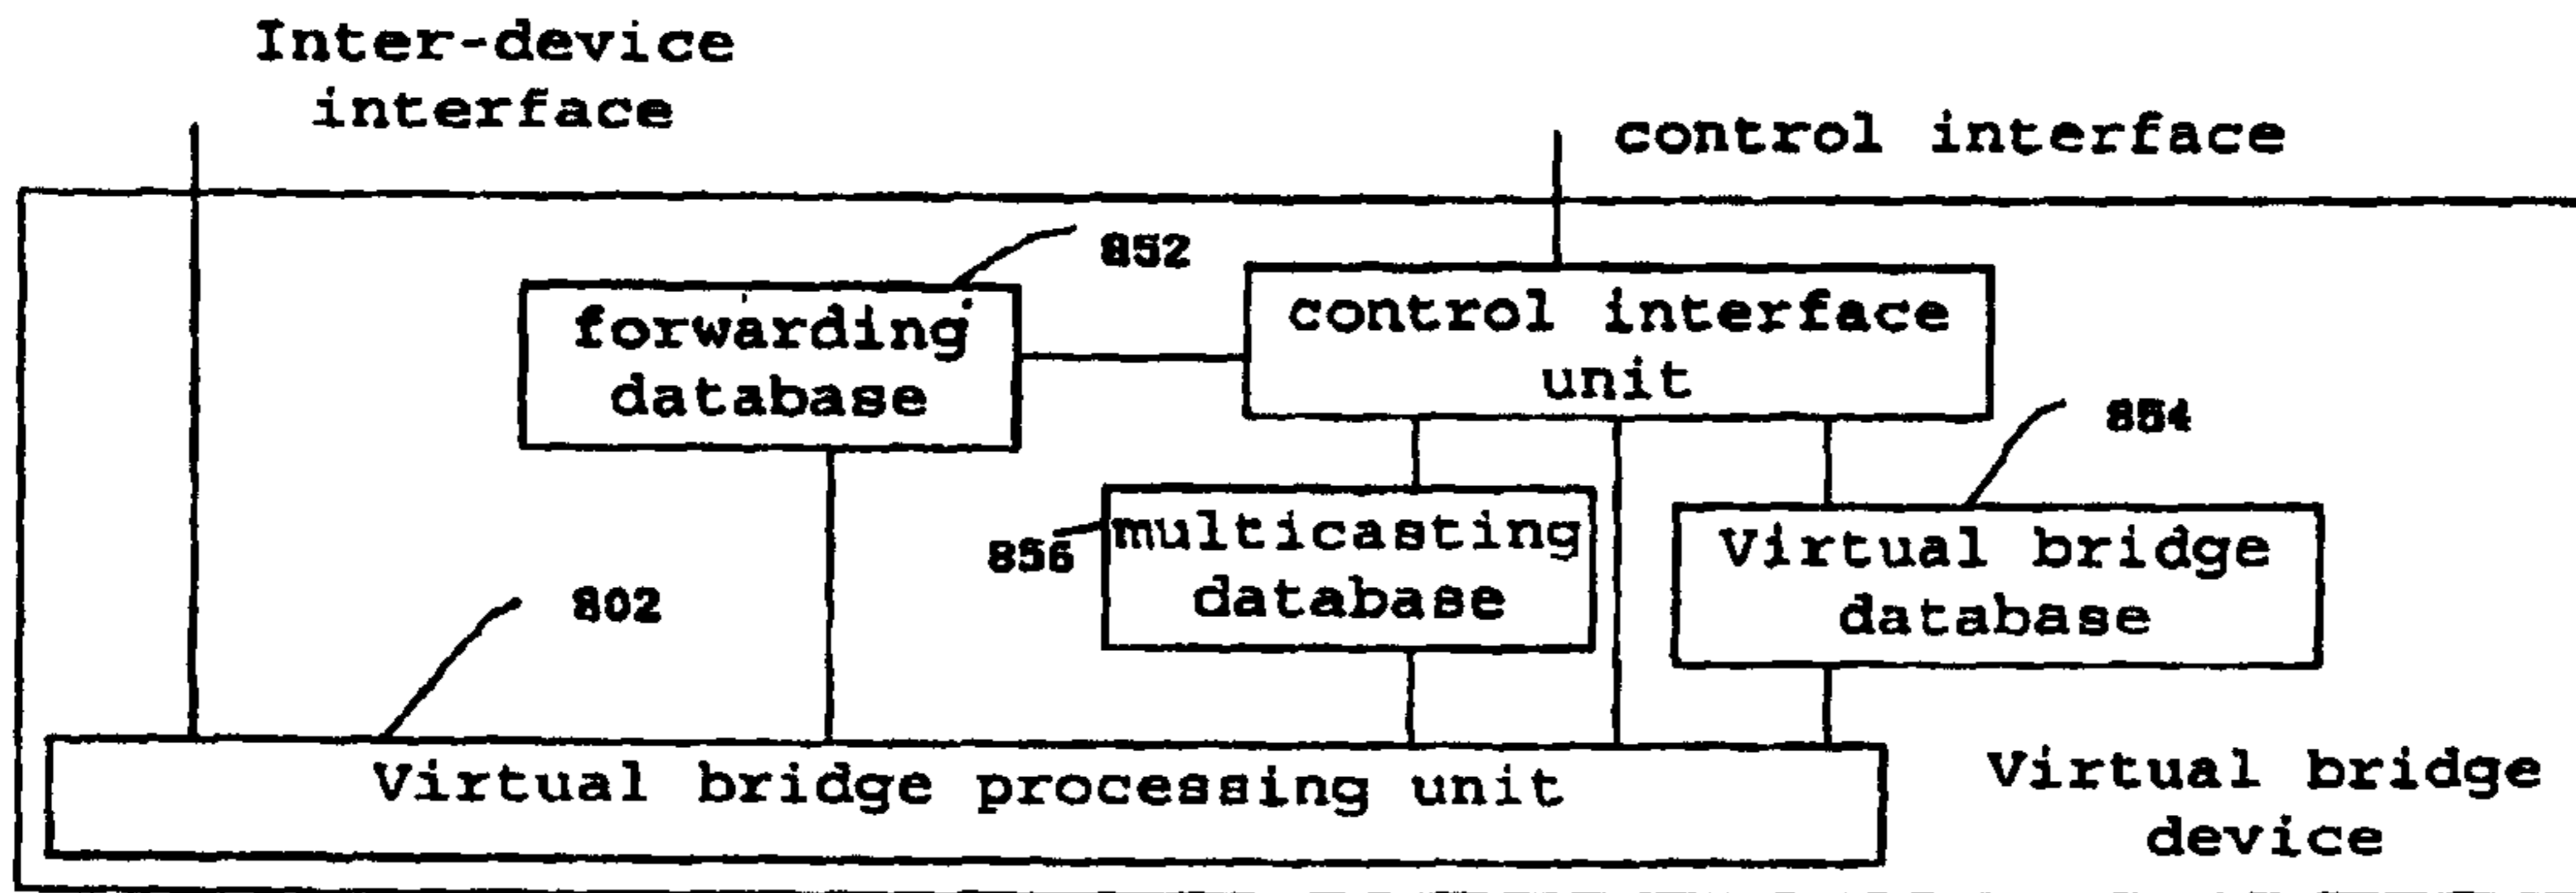 Inter-device
interface
control interface
852
forwarding
database
control interface
unit
854
856
multicasting
database
Virtual bridge
database
802
Virtual bridge processing unit
Virtual bridge
device